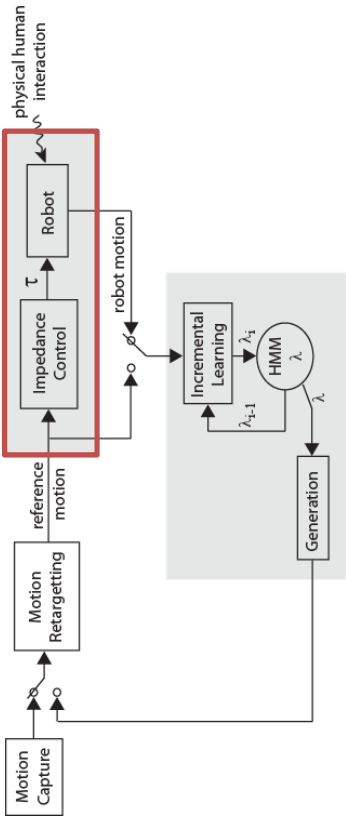 Motion
Capture
Motion
Retargetting
reference
motion
Impedance
Control
τ
Robot
physical human
interaction
robot motion
Incremental
Learning
λi-1
λi
HMM
λ
λ
Generation